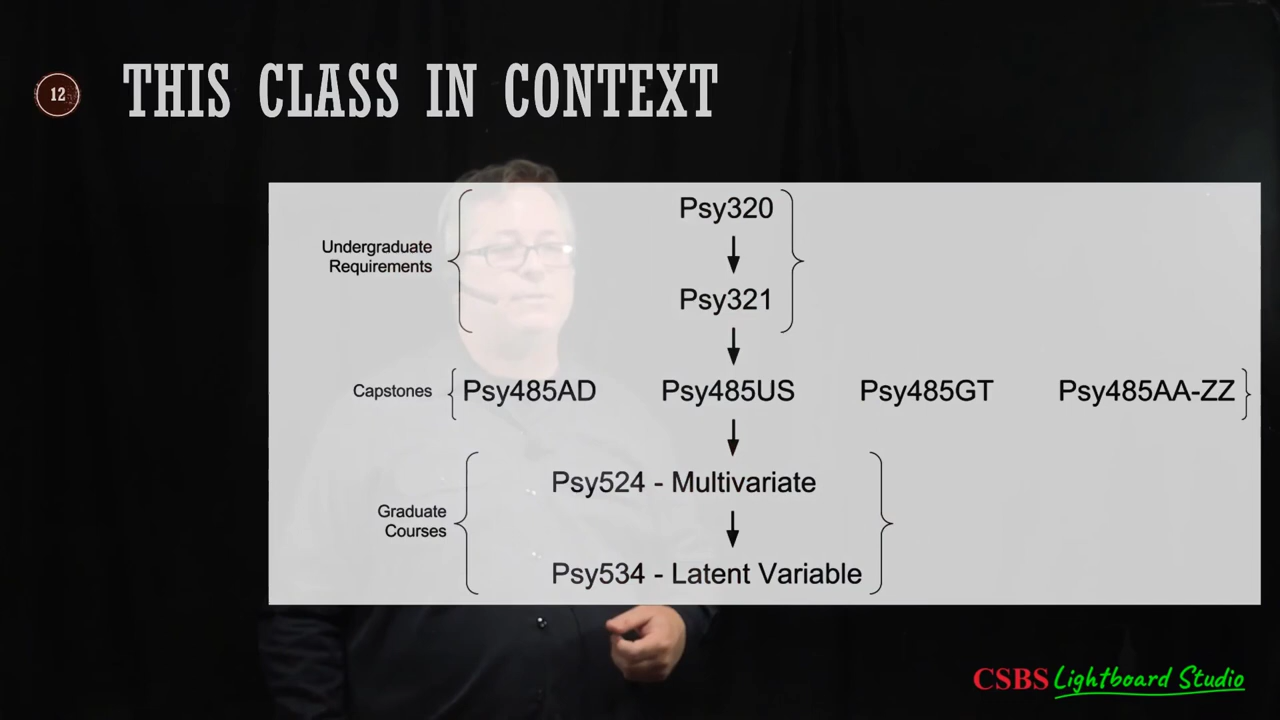 12
THIS CLASS IN CONTEXT
Psy320
Undergraduate
Requirements
Psy321
Capstones
Psy485AD Psy485US Psy485GT Psy485AA-ZZ
Psy524 - Multivariate
Graduate
Courses
Psy534 - Latent Variable
CSBS Lightboard Studio